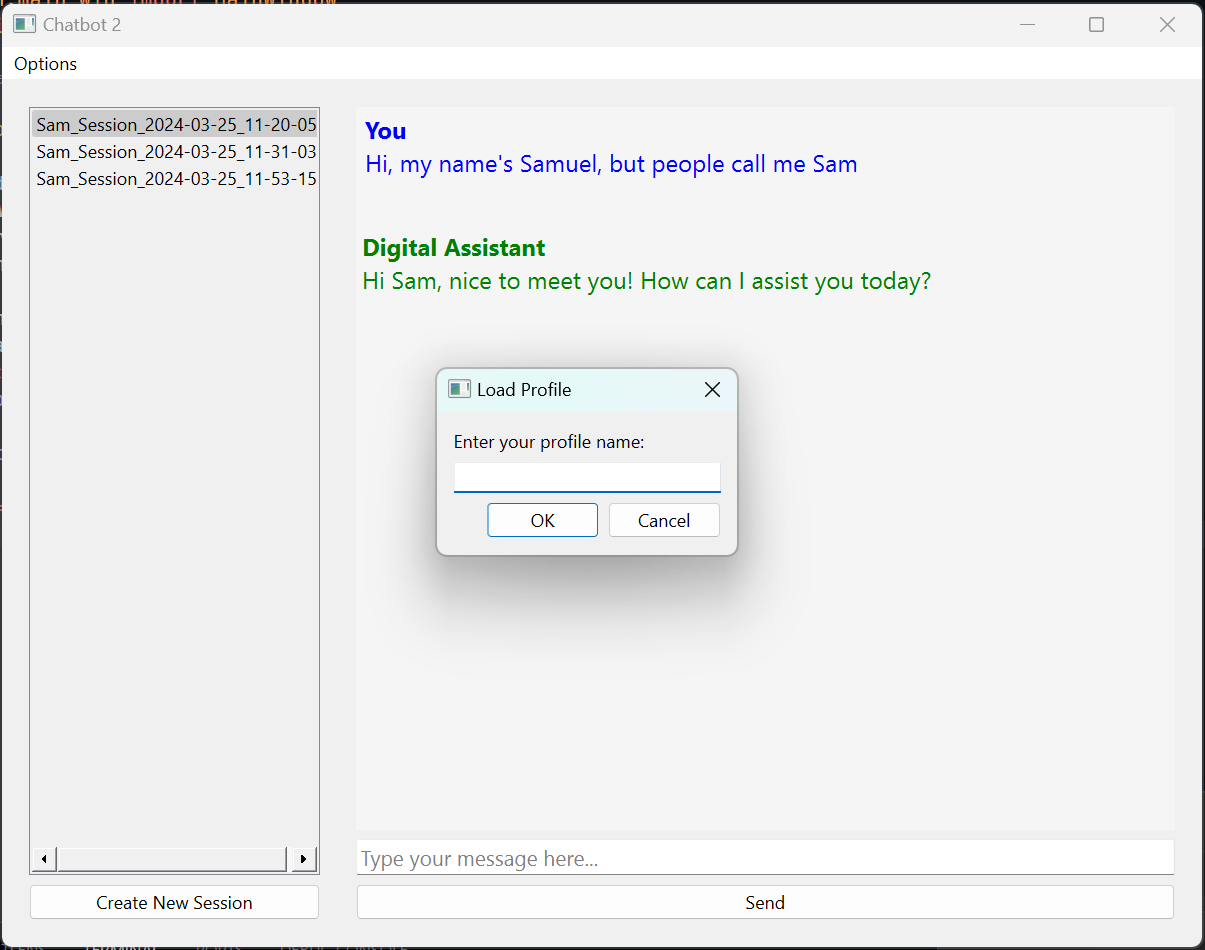 Chatbot 2
Options
Sam_Session_2024-03-25_11-20-05
Sam_Session_2024-03-25_11-31-03
Sam_Session_2024-03-25_11-53-15
Create New Session
You
Hi, my name's Samuel, but people call me Sam
Digital Assistant
Hi Sam, nice to meet you! How can I assist you today?
Load Profile
Enter your profile name:
OK
Cancel
Type your message here...
Send